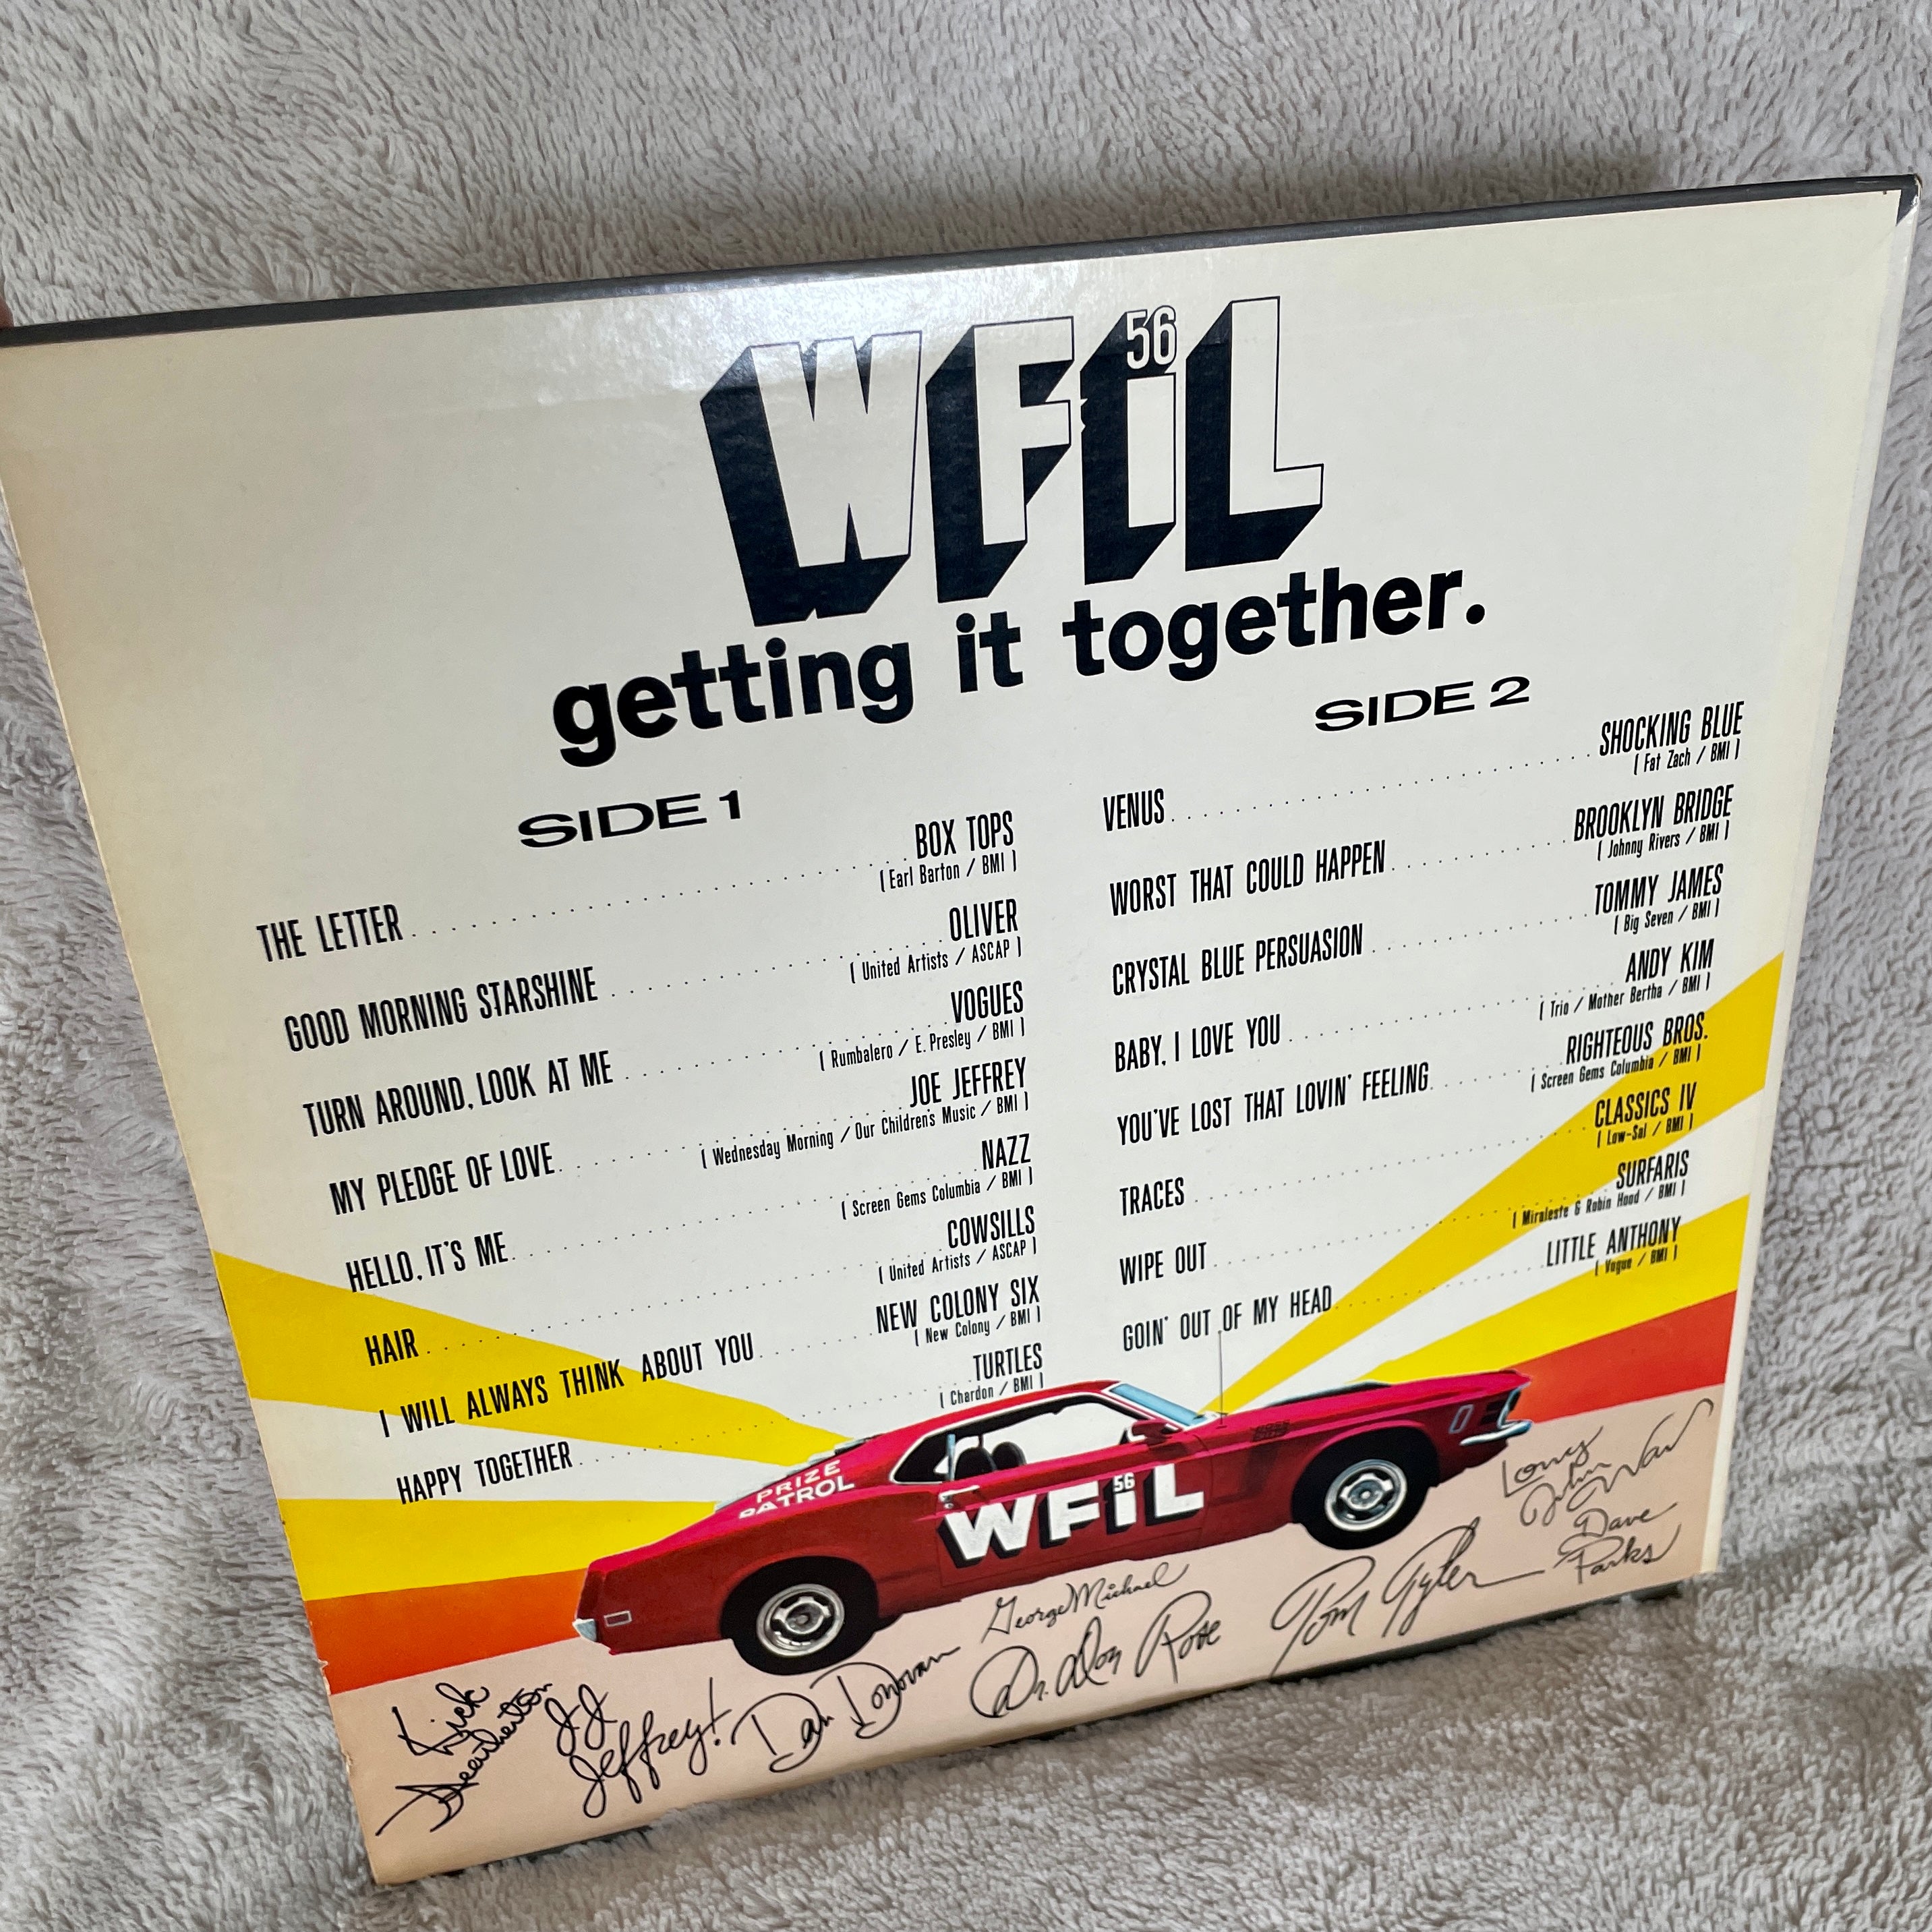 WFiL
56
getting it together.
SIDE 1
THE LETTER . . . . . BOX TOPS
( Earl Barton / BMI )
GOOD MORNING STARSHINE . . . . . OLIVER
( United Artists / ASCAP )
TURN AROUND, LOOK AT ME . . . . . VOGUES
( Rumbalero / E. Presley / BMI )
MY PLEDGE OF LOVE . . . . . JOE JEFFREY
( Wednesday Morning / Our Children's Music / BMI )
HELLO, IT'S ME . . . . . NAZZ
( Screen Gems Columbia / BMI )
HAIR . . . . . COWSILLS
( United Artists / ASCAP )
I WILL ALWAYS THINK ABOUT YOU . . . . . NEW COLONY SIX
( New Colony / BMI )
HAPPY TOGETHER . . . . . TURTLES
( Chardon / BMI )
SIDE 2
VENUS . . . . . SHOCKING BLUE
( Fat Zach / BMI )
WORST THAT COULD HAPPEN . . . . . BROOKLYN BRIDGE
( Johnny Rivers / BMI )
CRYSTAL BLUE PERSUASION . . . . . TOMMY JAMES
( Big Seven / BMI )
BABY, I LOVE YOU . . . . . ANDY KIM
( Trio / Mother Bertha / BMI )
YOU'VE LOST THAT LOVIN' FEELING . . . . . RIGHTEOUS BROS.
( Screen Gems Columbia / BMI )
TRACES . . . . . CLASSICS IV
( Low-Sal / BMI )
WIPE OUT . . . . . SURFARIS
( Miraleste & Robin Hood / BMI )
GOIN' OUT OF MY HEAD . . . . . LITTLE ANTHONY
( Vogue / BMI )
PRIZE
PATROL
WFiL
56
Long
John
Wade
Dave
Parks
Tom Tyler
George Michael
Dr. Don Rose
Dan Donovan
JJ
Jeffrey!